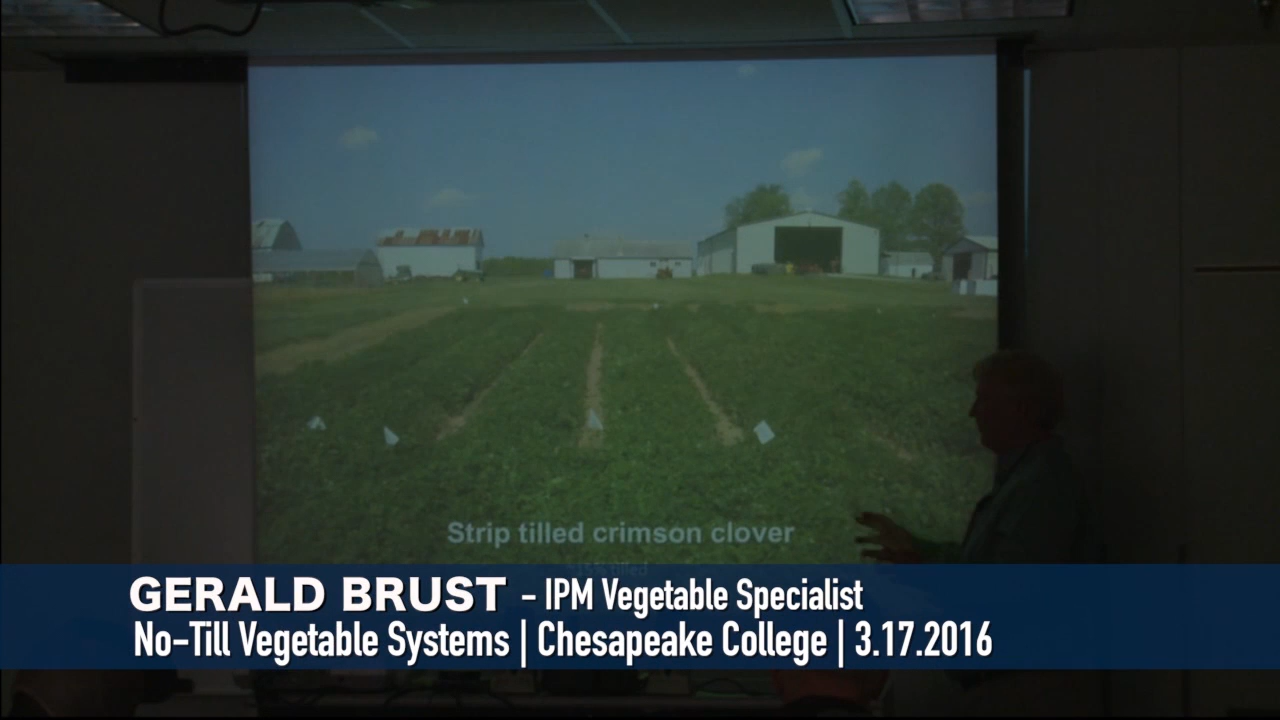 Strip tilled crimson clover
GERALD BRUST - IPM Vegetable Specialist
No-Till Vegetable Systems | Chesapeake College | 3.17.2016